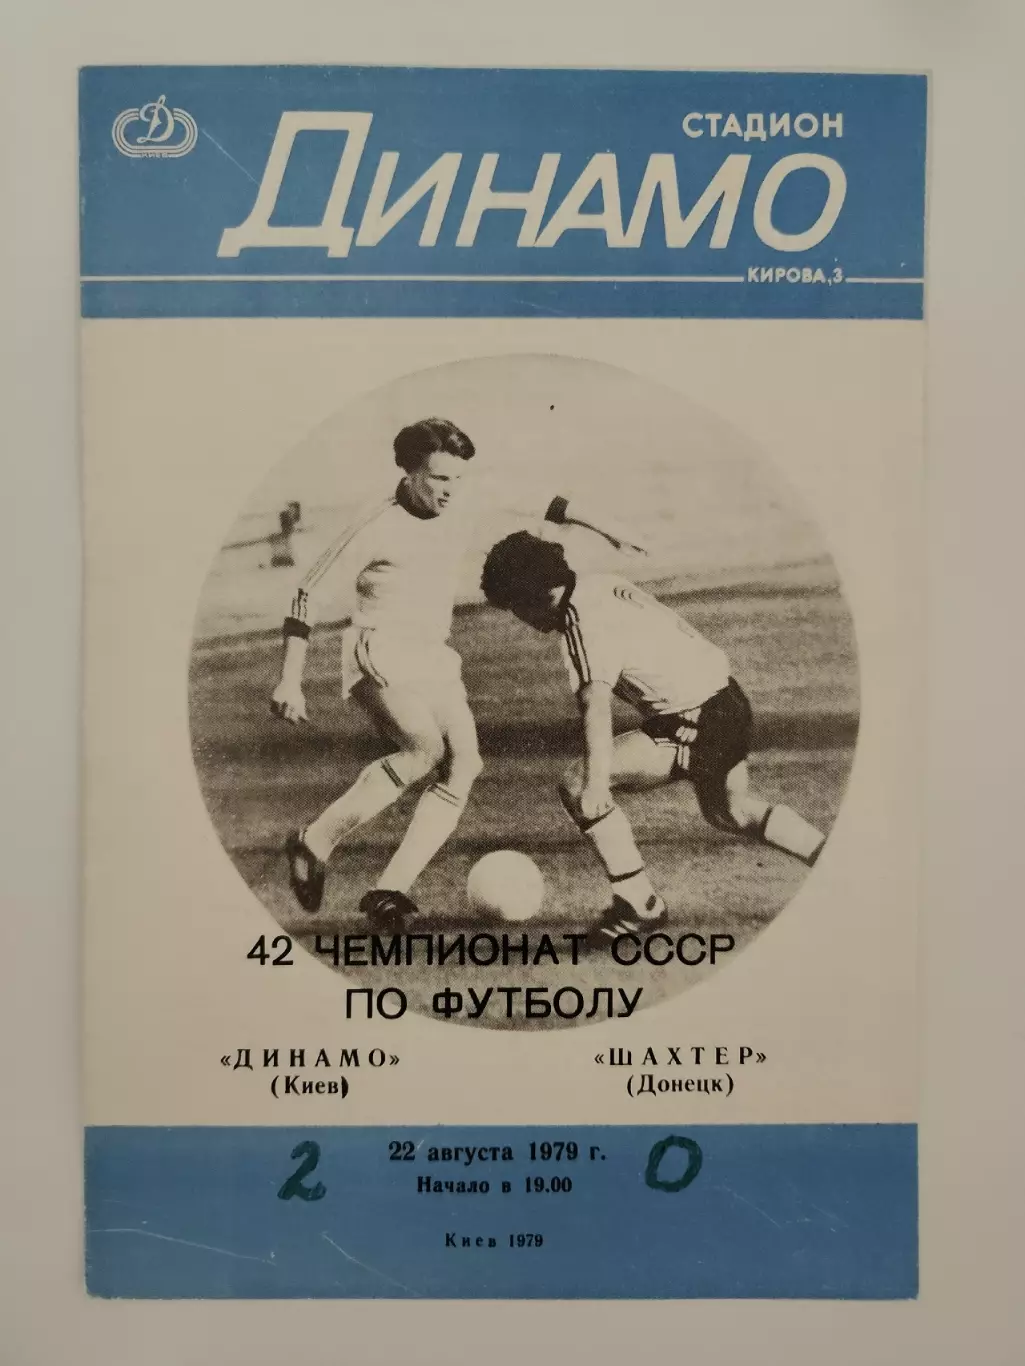 Д
КИЕВ
СТАДИОН
ДИНАМО
КИРОВА,3
42 ЧЕМПИОНАТ СССР
ПО ФУТБОЛУ
«ДИНАМО» «ШАХТЕР»
(Киев) (Донецк)
2 22 августа 1979 г. 0
Начало в 19.00
Киев 1979